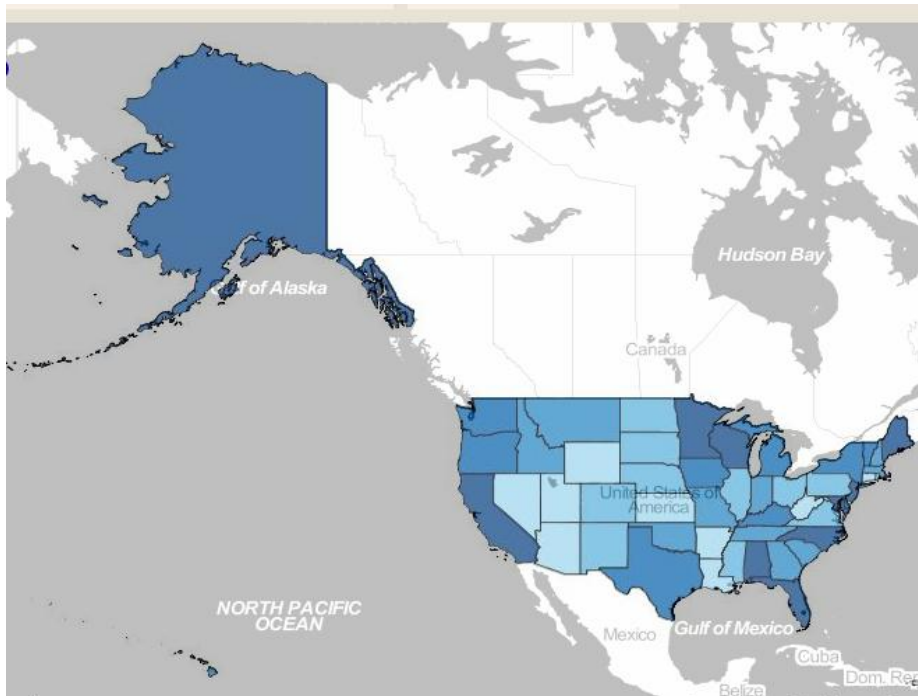 Hudson Bay
Gulf of Alaska
Canada
United States of
America
NORTH PACIFIC
OCEAN
Mexico
Gulf of Mexico
Cuba
Dom. Re
Belize